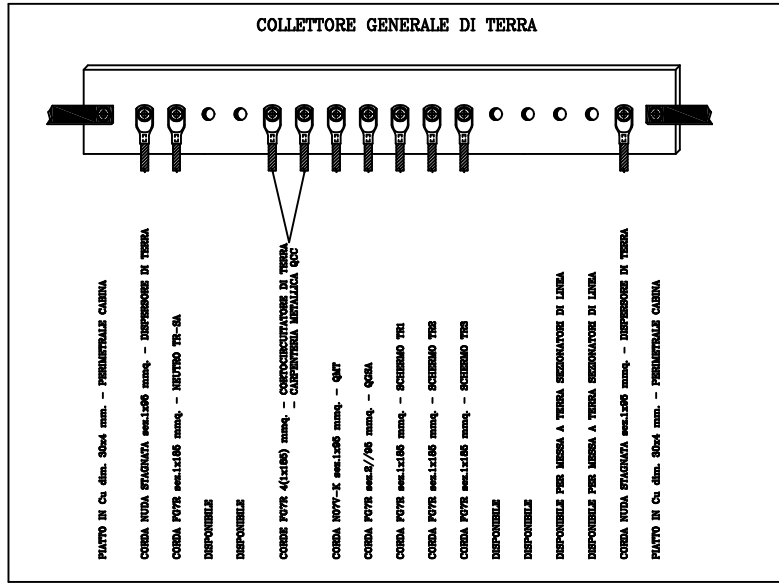 COLLETTORE GENERALE DI TERRA
PIATTO IN Cu dim. 30x4 mm. - PERIMETRALE CABINA
CORDA NUDA STAGNATA sez.1x95 mmq. - DISPERSORE DI TERRA
CORDA FG7R sez.1x185 mmq. - NEUTRO TR-SA
DISPONIBILE
DISPONIBILE
CORDE FG7R 4(1x185) mmq. - CORTOCIRCUITATORE DI TERRA
- CARPENTERIA METALLICA QCC
CORDA N07V-K sez.1x95 mmq. - QMT
CORDA FG7R sez.2//95 mmq. - QGSA
CORDA FG7R sez.1x185 mmq. - SCHERMO TR1
CORDA FG7R sez.1x185 mmq. - SCHERMO TR2
CORDA FG7R sez.1x185 mmq. - SCHERMO TR3
DISPONIBILE
DISPONIBILE
DISPONIBILE PER MESSA A TERRA SEZIONATORI DI LINEA
DISPONIBILE PER MESSA A TERRA SEZIONATORI DI LINEA
CORDA NUDA STAGNATA sez.1x95 mmq. - DISPERSORE DI TERRA
PIATTO IN Cu dim. 30x4 mm. - PERIMETRALE CABINA